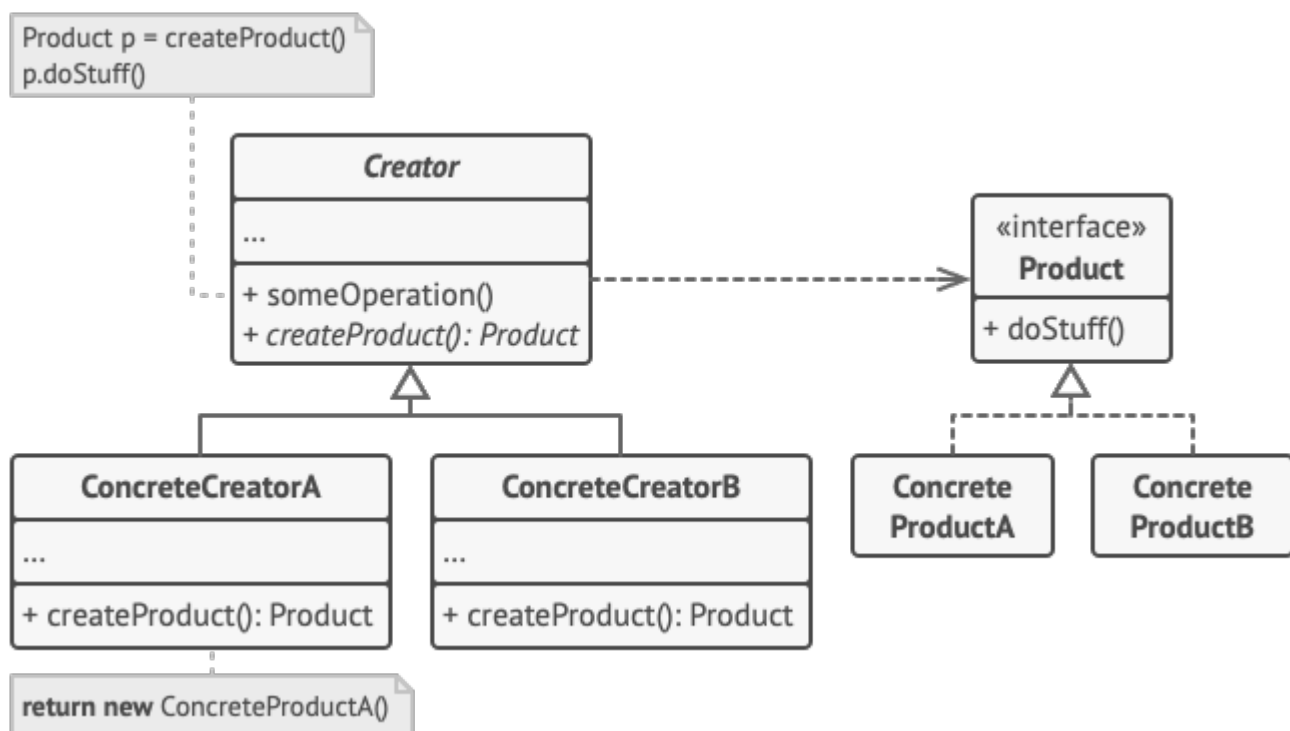 Product p = createProduct()
p.doStuff()
Creator
...
+ someOperation()
+ createProduct(): Product
«interface»
Product
+ doStuff()
ConcreteCreatorA
...
+ createProduct(): Product
ConcreteCreatorB
...
+ createProduct(): Product
Concrete
ProductA
Concrete
ProductB
return new ConcreteProductA()